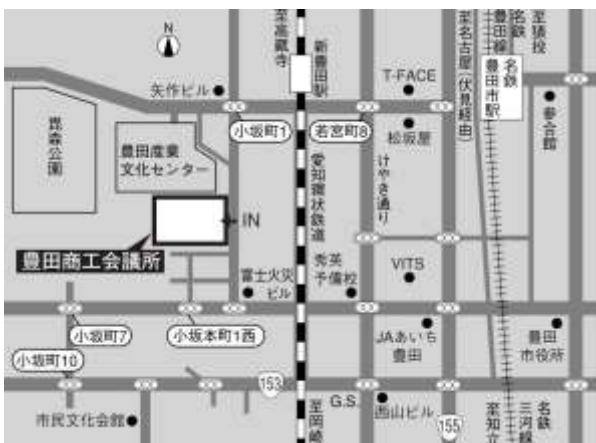 N
至高蔵寺
新豊田駅
至名古屋(伏見経由)
名鉄
豊田線
至猿投
名鉄
豊田市駅
T-FACE
矢作ビル
小坂町1
若宮町8
松坂屋
参合館
毘森公園
豊田産業
文化センター
愛知環状鉄道
けやき通り
IN
豊田商工会議所
富士火災
ビル
秀英
予備校
VITS
小坂町7
小坂本町1西
JAあいち
豊田
豊田
市役所
小坂町10
153
市民文化会館
至岡崎
G.S.
西山ビル
155
至知立
名鉄
三河線